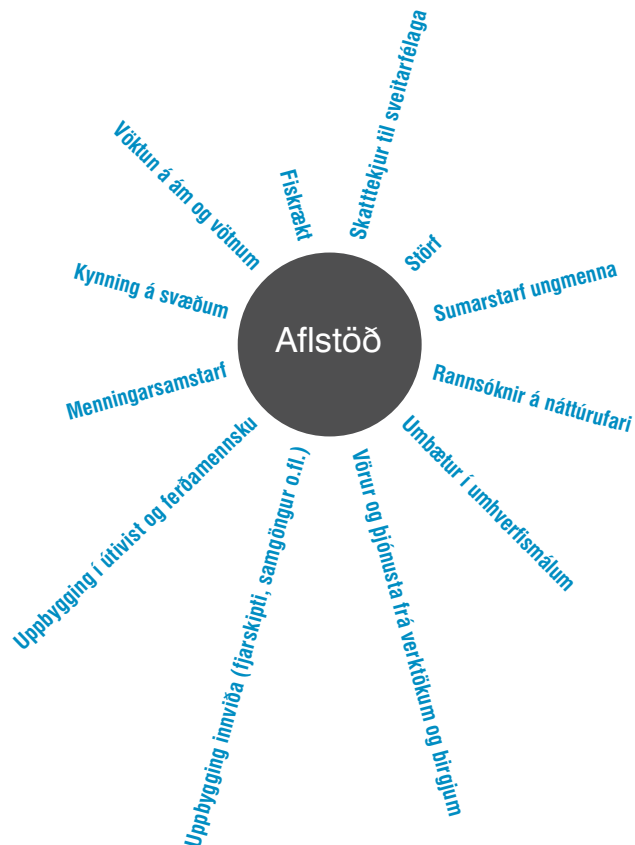 Aflstöð
Fiskrækt
Skatttekjur til sveitarfélaga
Störf
Sumarstarf ungmenna
Rannsóknir á náttúrufari
Umbætur í umhverfismálum
Vörur og þjónusta frá verktökum og birgjum
Uppbygging innviða (fjarskipti, samgöngur o.fl.)
Uppbygging í útivist og ferðamennsku
Menningarsamstarf
Kynning á svæðum
Vöktun á ám og vötnum